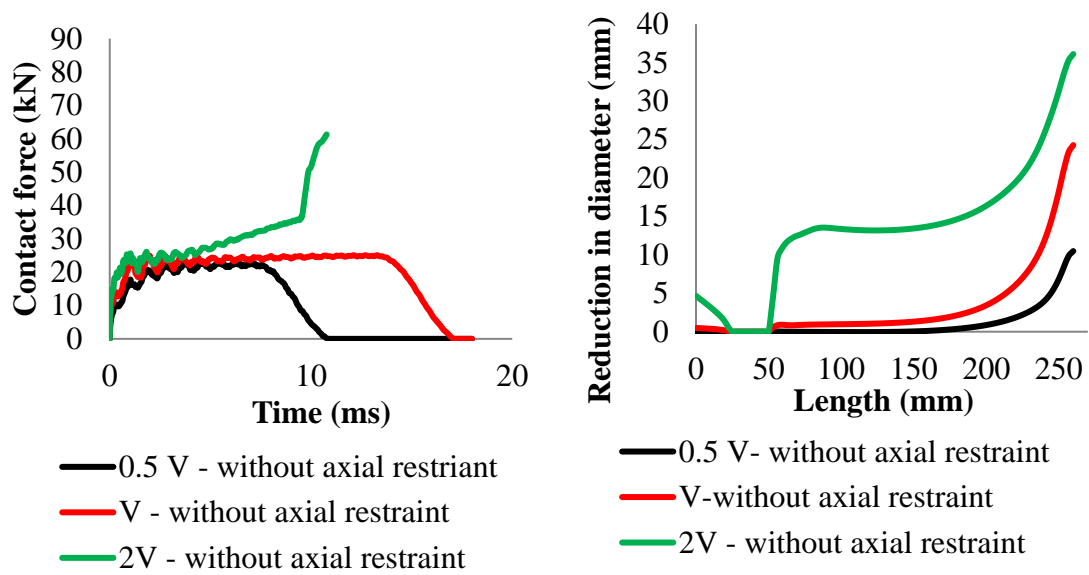 Contact force (kN)
90
80
70
60
50
40
30
20
10
0
0 10 20
Time (ms)
0.5 V - without axial restriant
V - without axial restraint
2V - without axial restraint
Reduction in diameter (mm)
40
35
30
25
20
15
10
5
0
0 50 100 150 200 250
Length (mm)
0.5 V- without axial restraint
V-without axial restraint
2V - without axial restraint